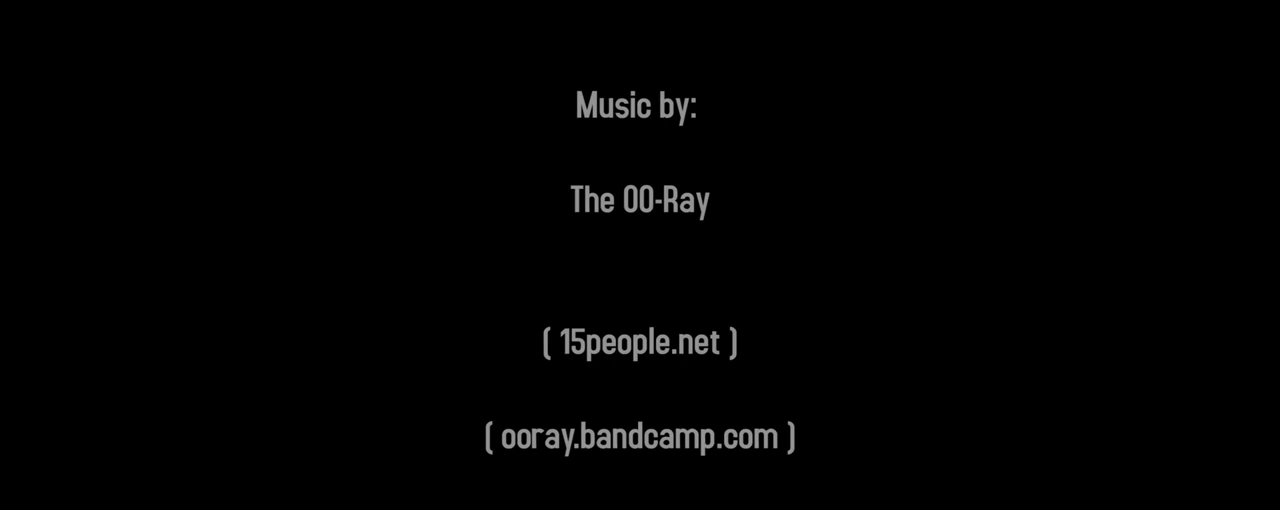 Music by:
The OO-Ray
( 15people.net )
( ooray.bandcamp.com )